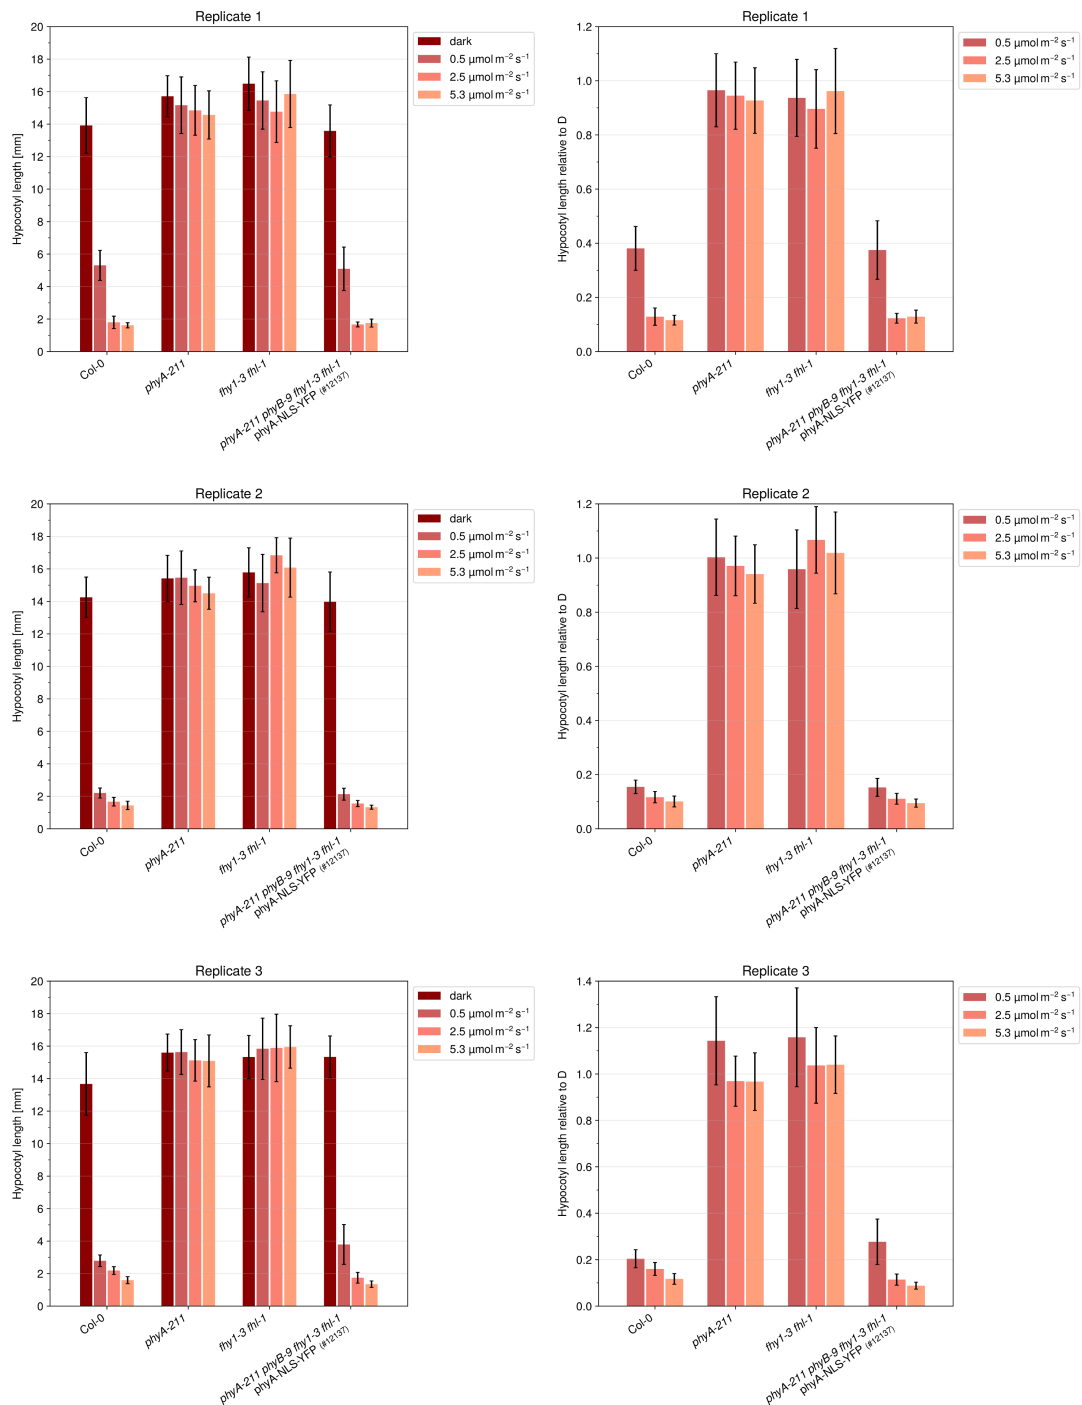 Replicate 1
Hypocotyl length [mm]
20
18
16
14
12
10
8
6
4
2
0
dark
0.5 µmol m⁻² s⁻¹
2.5 µmol m⁻² s⁻¹
5.3 µmol m⁻² s⁻¹
Col-0
phyA-211
fhy1-3 fhl-1
phyA-211 phyB-9 fhy1-3 fhl-1
phyA-NLS-YFP (#12137)
Replicate 1
Hypocotyl length relative to D
1.2
1.0
0.8
0.6
0.4
0.2
0.0
0.5 µmol m⁻² s⁻¹
2.5 µmol m⁻² s⁻¹
5.3 µmol m⁻² s⁻¹
Col-0
phyA-211
fhy1-3 fhl-1
phyA-211 phyB-9 fhy1-3 fhl-1
phyA-NLS-YFP (#12137)
Replicate 2
Hypocotyl length [mm]
20
18
16
14
12
10
8
6
4
2
0
dark
0.5 µmol m⁻² s⁻¹
2.5 µmol m⁻² s⁻¹
5.3 µmol m⁻² s⁻¹
Col-0
phyA-211
fhy1-3 fhl-1
phyA-211 phyB-9 fhy1-3 fhl-1
phyA-NLS-YFP (#12137)
Replicate 2
Hypocotyl length relative to D
1.2
1.0
0.8
0.6
0.4
0.2
0.0
0.5 µmol m⁻² s⁻¹
2.5 µmol m⁻² s⁻¹
5.3 µmol m⁻² s⁻¹
Col-0
phyA-211
fhy1-3 fhl-1
phyA-211 phyB-9 fhy1-3 fhl-1
phyA-NLS-YFP (#12137)
Replicate 3
Hypocotyl length [mm]
20
18
16
14
12
10
8
6
4
2
0
dark
0.5 µmol m⁻² s⁻¹
2.5 µmol m⁻² s⁻¹
5.3 µmol m⁻² s⁻¹
Col-0
phyA-211
fhy1-3 fhl-1
phyA-211 phyB-9 fhy1-3 fhl-1
phyA-NLS-YFP (#12137)
Replicate 3
Hypocotyl length relative to D
1.4
1.2
1.0
0.8
0.6
0.4
0.2
0.0
0.5 µmol m⁻² s⁻¹
2.5 µmol m⁻² s⁻¹
5.3 µmol m⁻² s⁻¹
Col-0
phyA-211
fhy1-3 fhl-1
phyA-211 phyB-9 fhy1-3 fhl-1
phyA-NLS-YFP (#12137)